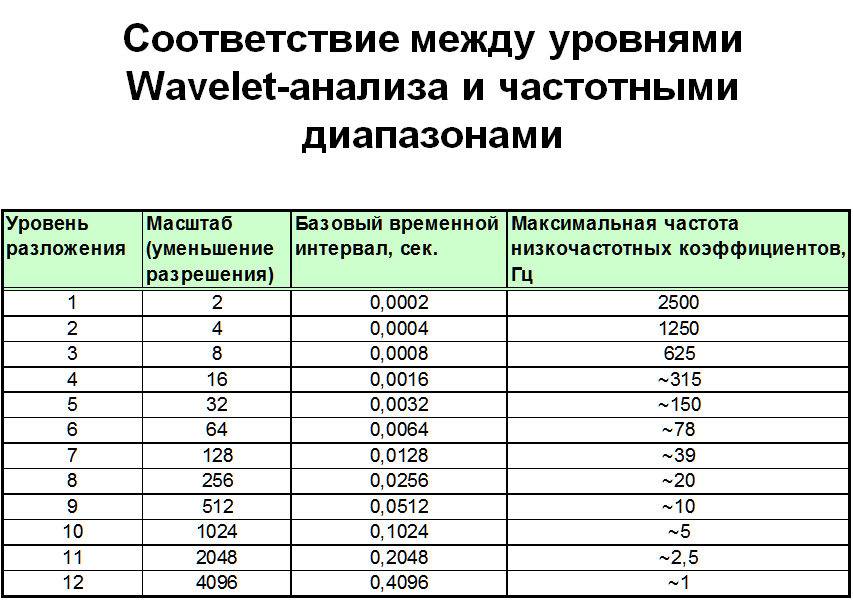 Соответствие между уровнями
Wavelet-анализа и частотными
диапазонами
Уровень разложения Масштаб (уменьшение разрешения) Базовый временной интервал, сек. Максимальная частота низкочастотных коэффициентов, Гц
1 2 0,0002 2500
2 4 0,0004 1250
3 8 0,0008 625
4 16 0,0016 ~315
5 32 0,0032 ~150
6 64 0,0064 ~78
7 128 0,0128 ~39
8 256 0,0256 ~20
9 512 0,0512 ~10
10 1024 0,1024 ~5
11 2048 0,2048 ~2,5
12 4096 0,4096 ~1